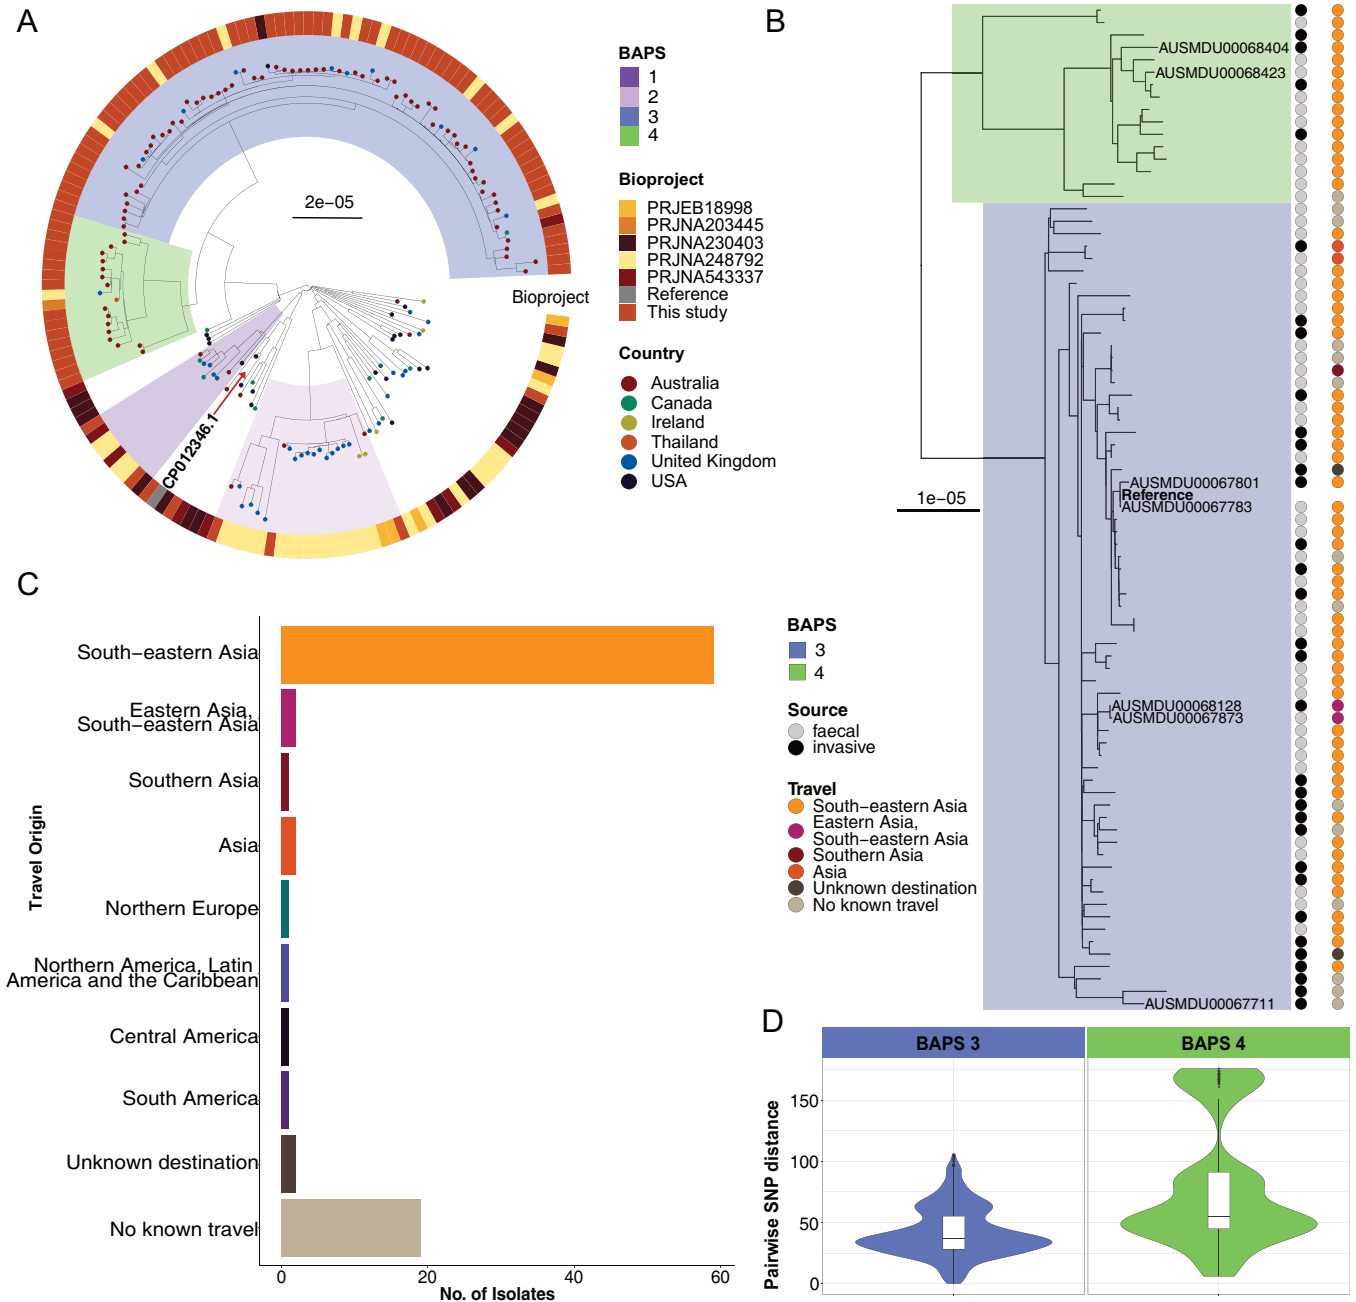 A
BAPS
1
2
3
4
Bioproject
PRJEB18998
PRJNA203445
PRJNA230403
PRJNA248792
PRJNA543337
Reference
This study
Country
Australia
Canada
Ireland
Thailand
United Kingdom
USA
2e-05
Bioproject
CP012346.1
B
AUSMDU00068404
AUSMDU00068423
AUSMDU00067801
Reference
AUSMDU00067783
1e-05
AUSMDU00068128
AUSMDU00067873
AUSMDU00067711
BAPS
3
4
Source
faecal
invasive
Travel
South-eastern Asia
Eastern Asia,
South-eastern Asia
Southern Asia
Asia
Unknown destination
No known travel
C
Travel Origin
South-eastern Asia
Eastern Asia,
South-eastern Asia
Southern Asia
Asia
Northern Europe
Northern America, Latin
America and the Caribbean
Central America
South America
Unknown destination
No known travel
0 20 40 60
No. of Isolates
D
BAPS 3 BAPS 4
Pairwise SNP distance
150
100
50
0